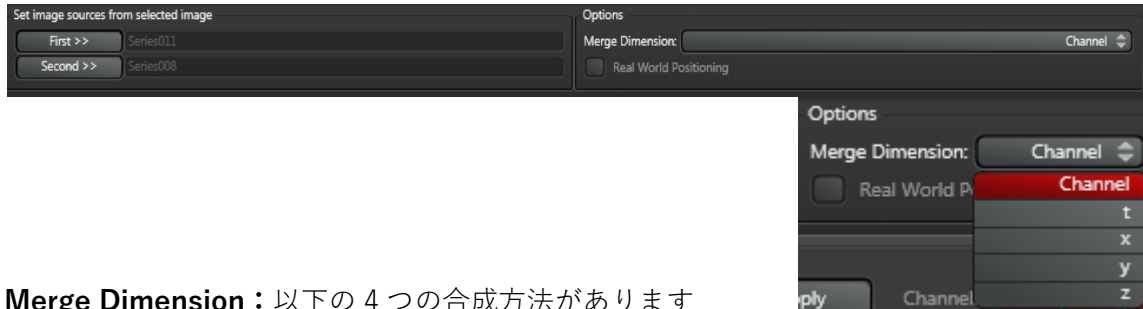 Set image sources from selected image
First >> Series011
Second >> Series008
Options
Merge Dimension: Channel
Real World Positioning
Options
Merge Dimension: Channel
Real World P
Channel
t
x
y
z
ply Channel
Merge Dimension：以下の 4 つの合成方法があります